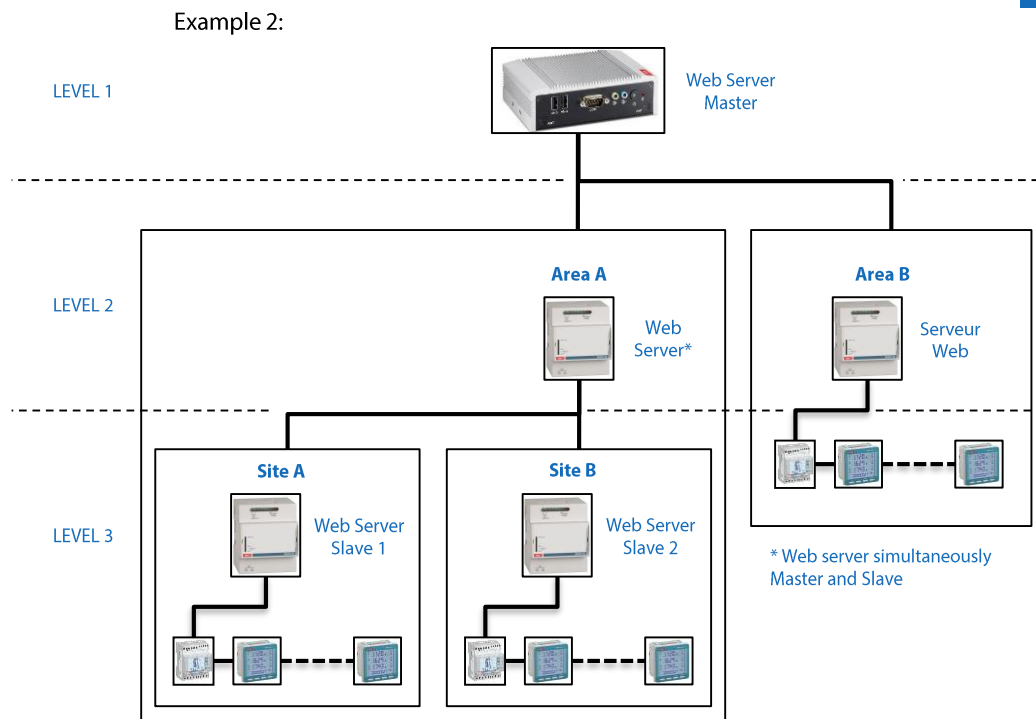 Example 2:
LEVEL 1
Web Server
Master
LEVEL 2
Area A
Web
Server*
Area B
Serveur
Web
LEVEL 3
Site A
Web Server
Slave 1
Site B
Web Server
Slave 2
* Web server simultaneously
Master and Slave